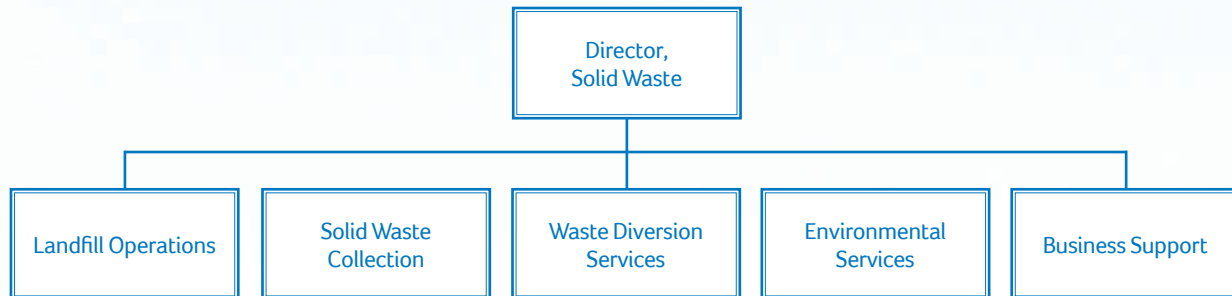 Director,
Solid Waste
Landfill Operations
Solid Waste
Collection
Waste Diversion
Services
Environmental
Services
Business Support